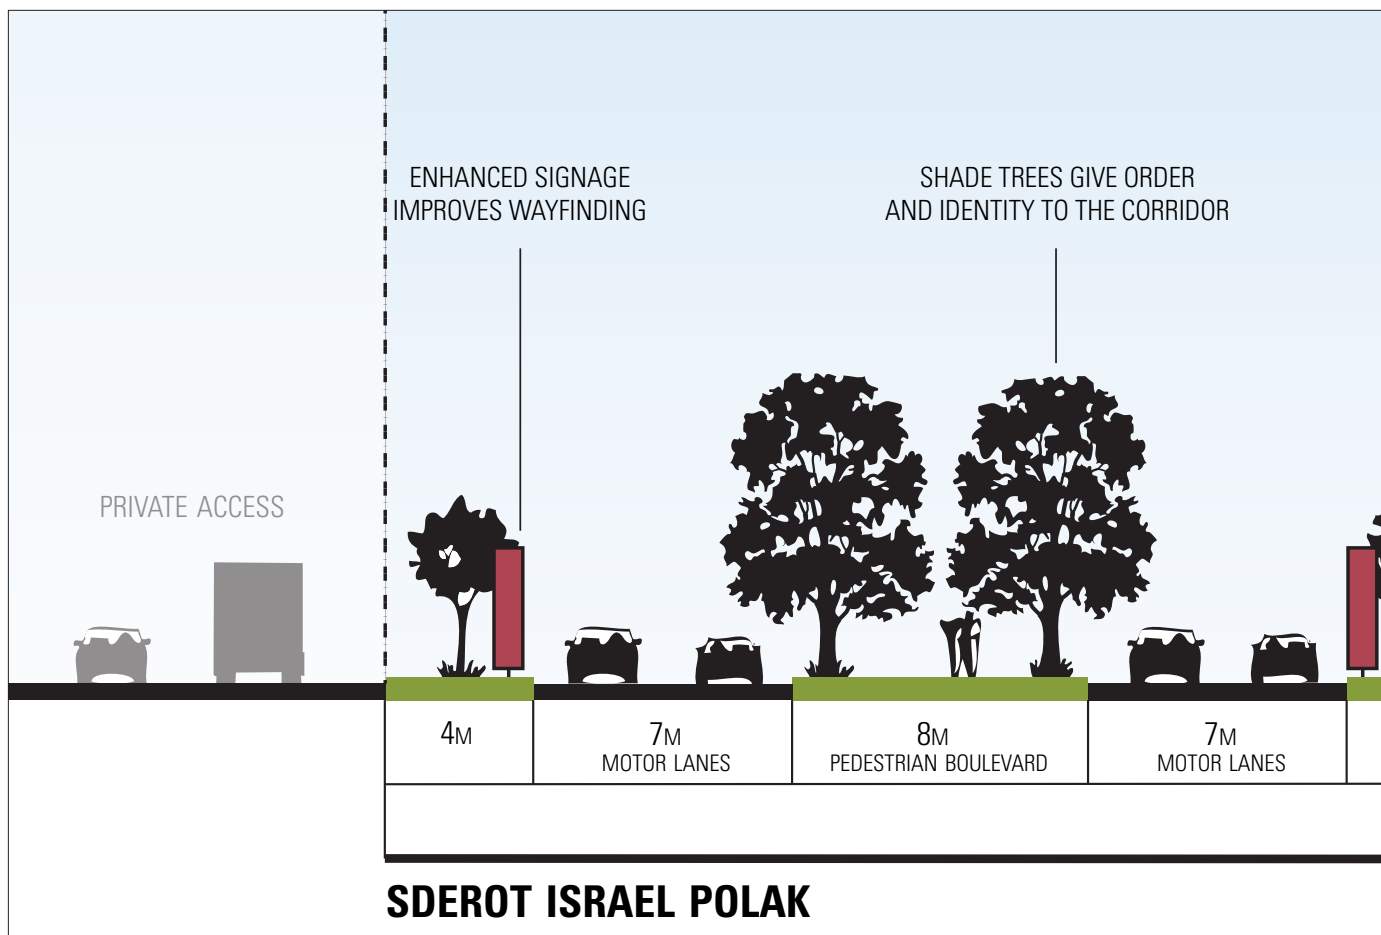 ENHANCED SIGNAGE
IMPROVES WAYFINDING
SHADE TREES GIVE ORDER
AND IDENTITY TO THE CORRIDOR
PRIVATE ACCESS
4M
7M
MOTOR LANES
8M
PEDESTRIAN BOULEVARD
7M
MOTOR LANES
SDEROT ISRAEL POLAK